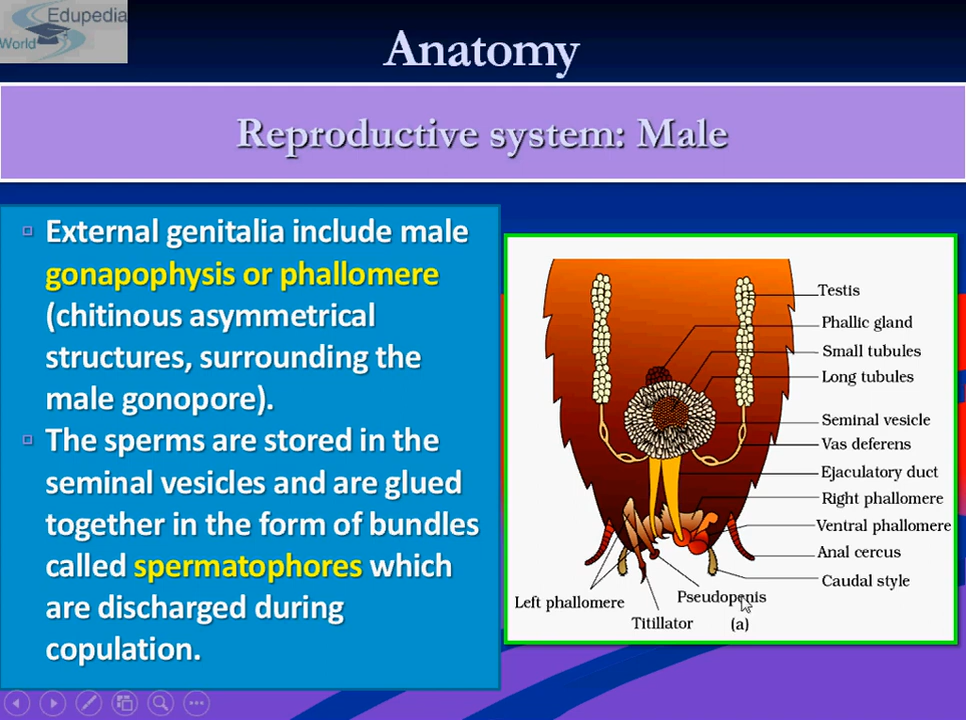 Edupedia
World
Anatomy
Reproductive system: Male
External genitalia include male
gonapophysis or phallomere
(chitinous asymmetrical
structures, surrounding the
male gonopore).
The sperms are stored in the
seminal vesicles and are glued
together in the form of bundles
called spermatophores which
are discharged during
copulation.
Testis
Phallic gland
Small tubules
Long tubules
Seminal vesicle
Vas deferens
Ejaculatory duct
Right phallomere
Ventral phallomere
Anal cercus
Caudal style
Pseudopenis
Left phallomere
Titillator
(a)